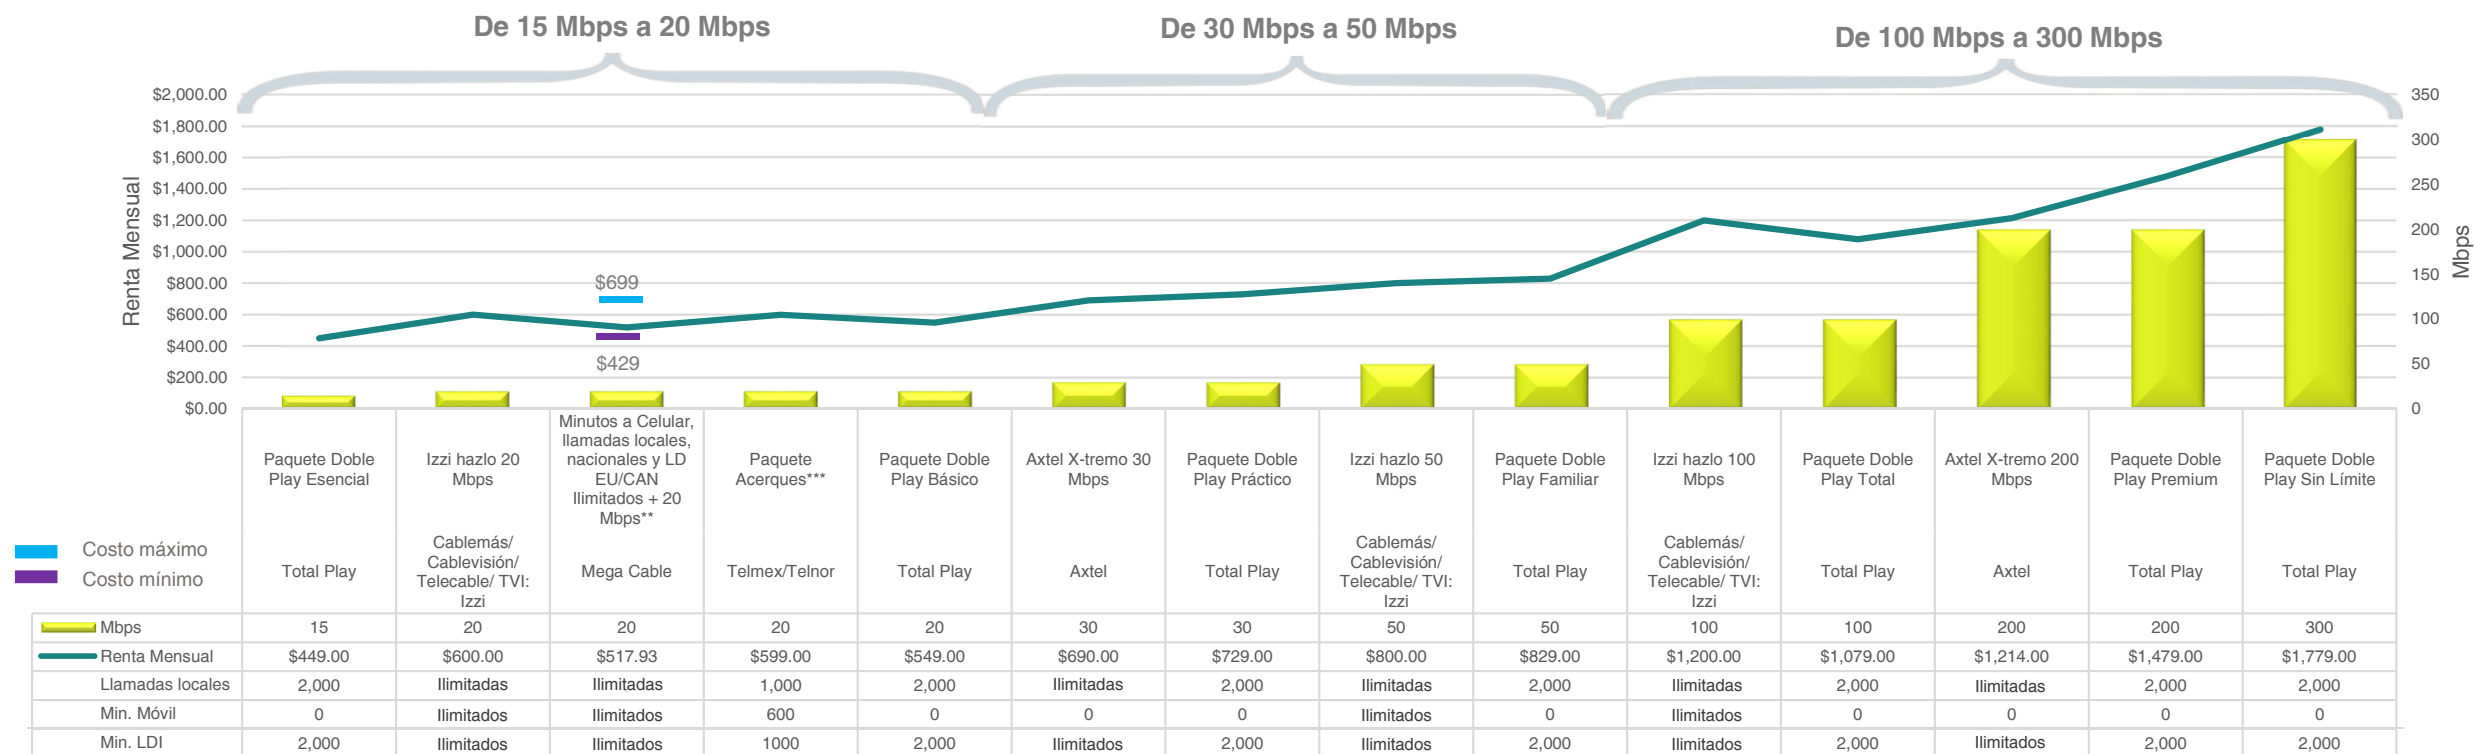 De 15 Mbps a 20 Mbps
De 30 Mbps a 50 Mbps
De 100 Mbps a 300 Mbps
Renta Mensual
$2,000.00
$1,800.00
$1,600.00
$1,400.00
$1,200.00
$1,000.00
$800.00
$600.00
$400.00
$200.00
$0.00
$699
$429
350
300
250
200
150
100
50
0
Mbps
Paquete Doble
Play Esencial
Izzi hazlo 20
Mbps
Minutos a Celular,
llamadas locales,
nacionales y LD
EU/CAN
Ilimitados + 20
Mbps**
Paquete
Acerques***
Paquete Doble
Play Básico
Axtel X-tremo 30
Mbps
Paquete Doble
Play Práctico
Izzi hazlo 50
Mbps
Paquete Doble
Play Familiar
Izzi hazlo 100
Mbps
Paquete Doble
Play Total
Axtel X-tremo 200
Mbps
Paquete Doble
Play Premium
Paquete Doble
Play Sin Límite
Costo máximo
Costo mínimo
Total Play
Cablemás/
Cablevisión/
Telecable/ TVI:
Izzi
Mega Cable
Telmex/Telnor
Total Play
Axtel
Total Play
Cablemás/
Cablevisión/
Telecable/ TVI:
Izzi
Total Play
Cablemás/
Cablevisión/
Telecable/ TVI:
Izzi
Total Play
Axtel
Total Play
Total Play
Mbps 15 20 20 20 20 30 30 50 50 100 100 200 200 300
Renta Mensual $449.00 $600.00 $517.93 $599.00 $549.00 $690.00 $729.00 $800.00 $829.00 $1,200.00 $1,079.00 $1,214.00 $1,479.00 $1,779.00
Llamadas locales 2,000 Ilimitadas Ilimitadas 1,000 2,000 Ilimitadas 2,000 Ilimitadas 2,000 Ilimitadas 2,000 Ilimitadas 2,000 2,000
Min. Móvil 0 Ilimitados Ilimitados 600 0 0 0 Ilimitados 0 Ilimitados 0 0 0 0
Min. LDI 2,000 Ilimitados Ilimitados 1000 2,000 Ilimitados 2,000 Ilimitados 2,000 Ilimitados 2,000 Ilimitados 2,000 2,000